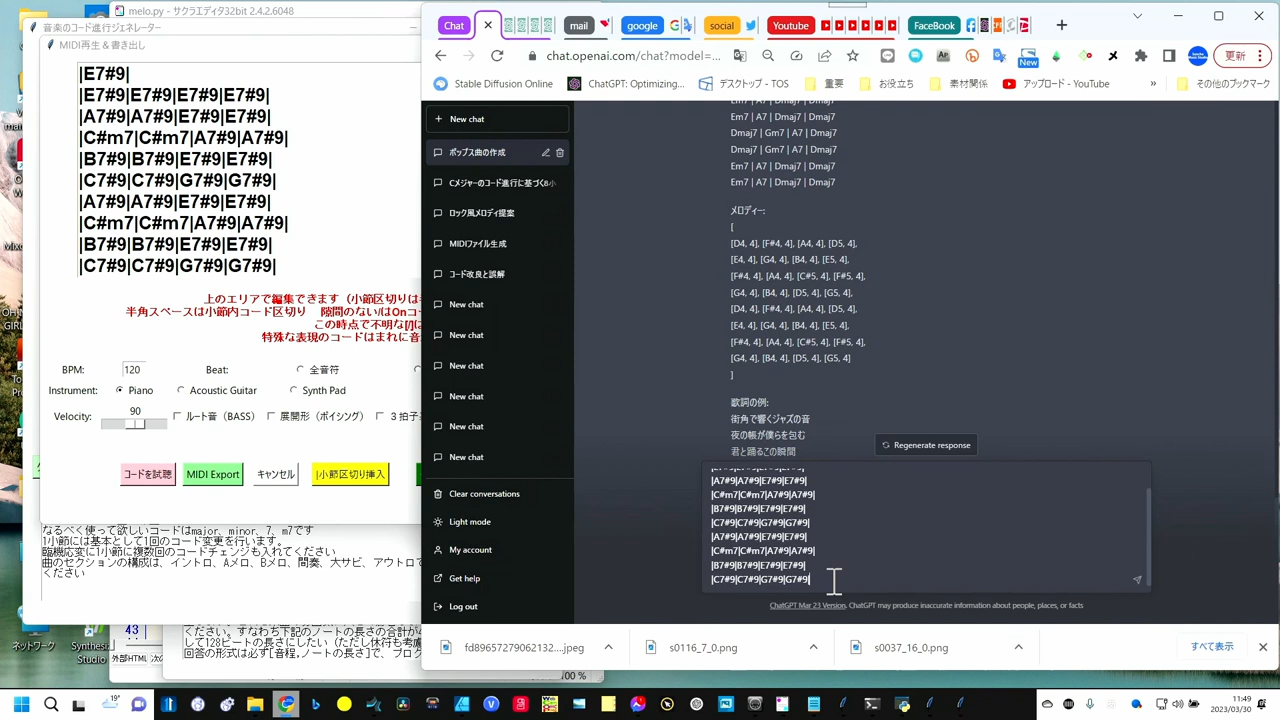 melo.py - サクラエディタ32bit 2.4.2.6048
音楽のコード進行ジェネレーター
MIDI再生 & 書き出し
|E7#9|
|E7#9|E7#9|E7#9|E7#9|
|A7#9|A7#9|E7#9|E7#9|
|C#m7|C#m7|A7#9|A7#9|
|B7#9|B7#9|E7#9|E7#9|
|C7#9|C7#9|G7#9|G7#9|
|A7#9|A7#9|E7#9|E7#9|
|C#m7|C#m7|A7#9|A7#9|
|B7#9|B7#9|E7#9|E7#9|
|C7#9|C7#9|G7#9|G7#9|
上のエリアで編集できます（小節区切りは
半角スペースは小節内コード区切り 隙間のない/はOnコ
この時点で不明な[/]は
特殊な表現のコードはまれに音
BPM: 120 Beat: 全音符
Instrument: Piano Acoustic Guitar Synth Pad
Velocity: 90 ルート音（BASS） 展開形（ボイシング） 3 拍子
コードを試聴 MIDI Export キャンセル |小節区切り挿入
なるべく使って欲しいコードはmajor、minor、7、m7です
1小節には基本として1回のコード変更を行います。
臨機応変に1小節に複数回のコードチェンジも入れてください
曲のセクションの構成は、イントロ、Aメロ、Bメロ、間奏、大サビ、アウトロで
ください
ください、すなわち下記のノートの長さの合計が
して128ビートの長さにしたい（ただし休符も考慮
回答の形式は必ず[音程,ノートの長さ]で、プログ
100 %
ネットワーク
Synthesizer
Studio
43
外部HTML
Chat
mail
google
social
Youtube
FaceBook
chat.openai.com/chat?model=...
New
更新
Stable Diffusion Online
ChatGPT: Optimizing...
デスクトップ - TOS
重要
お役立ち
素材関係
アップロード - YouTube
»
その他のブックマーク
New chat
ポップス曲の作成
Cメジャーのコード進行に基づくB小
ロック風メロディ提案
MIDIファイル生成
コード改良と誤解
New chat
New chat
New chat
New chat
New chat
New chat
Clear conversations
Light mode
My account
Get help
Log out
Em7 | A7 | Dmaj7 | Dmaj7
Em7 | A7 | Dmaj7 | Dmaj7
Dmaj7 | Gm7 | A7 | Dmaj7
Dmaj7 | Gm7 | A7 | Dmaj7
Em7 | A7 | Dmaj7 | Dmaj7
Em7 | A7 | Dmaj7 | Dmaj7
メロディー:
[
[D4, 4], [F#4, 4], [A4, 4], [D5, 4],
[E4, 4], [G4, 4], [B4, 4], [E5, 4],
[F#4, 4], [A4, 4], [C#5, 4], [F#5, 4],
[G4, 4], [B4, 4], [D5, 4], [G5, 4],
[D4, 4], [F#4, 4], [A4, 4], [D5, 4],
[E4, 4], [G4, 4], [B4, 4], [E5, 4],
[F#4, 4], [A4, 4], [C#5, 4], [F#5, 4],
[G4, 4], [B4, 4], [D5, 4], [G5, 4]
]
歌詞の例:
街角で響くジャズの音
夜の帳が僕らを包む
君と踊るこの瞬間
Regenerate response
|E7#9|E7#9|E7#9|E7#9|
|A7#9|A7#9|E7#9|E7#9|
|C#m7|C#m7|A7#9|A7#9|
|B7#9|B7#9|E7#9|E7#9|
|C7#9|C7#9|G7#9|G7#9|
|A7#9|A7#9|E7#9|E7#9|
|C#m7|C#m7|A7#9|A7#9|
|B7#9|B7#9|E7#9|E7#9|
|C7#9|C7#9|G7#9|G7#9|
ChatGPT Mar 23 Version. ChatGPT may produce inaccurate information about people, places, or facts
fd89657279062132....jpeg
s0116_7_0.png
s0037_16_0.png
すべて表示
+19°
11:49
2023/03/30